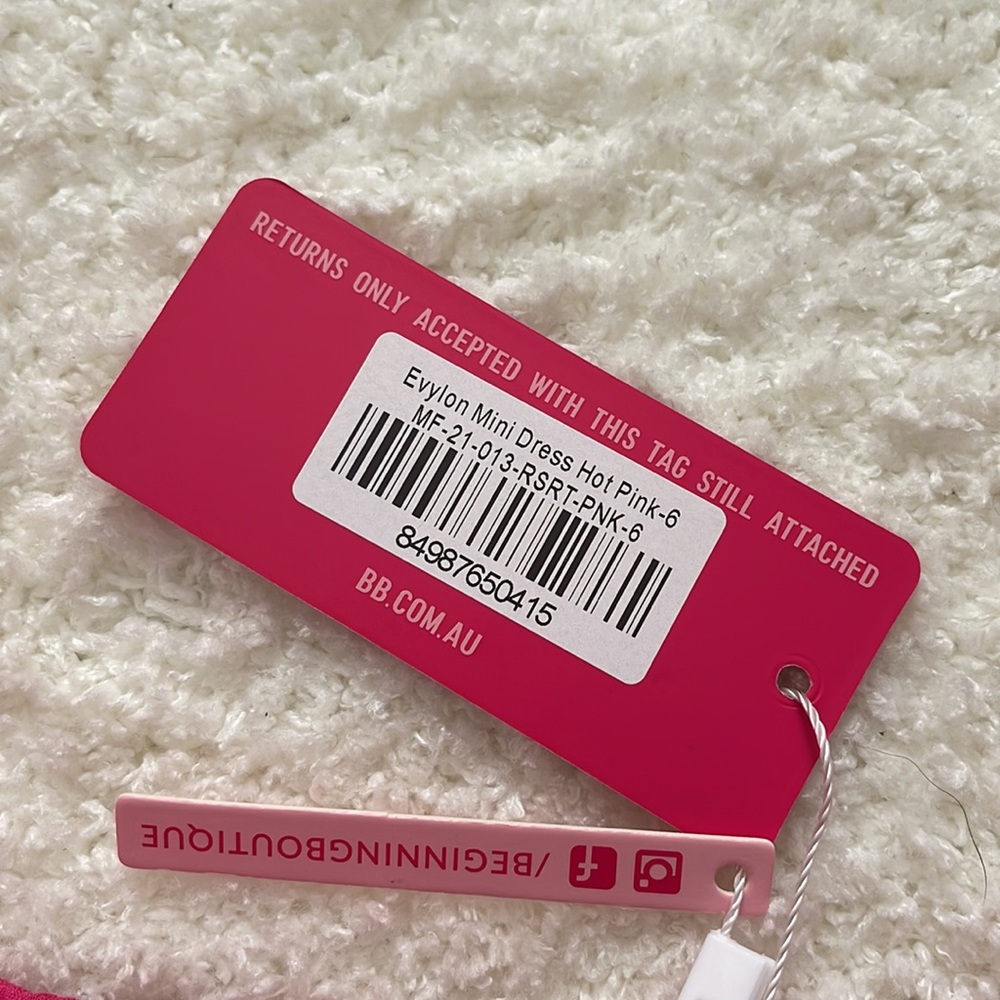 RETURNS ONLY ACCEPTED WITH THIS TAG STILL ATTACHED
Evylon Mini Dress Hot Pink-6
MF-21-013-RSRT-PNK-6
84987650415
BB.COM.AU
/BEGINNINGBOUTIQUE